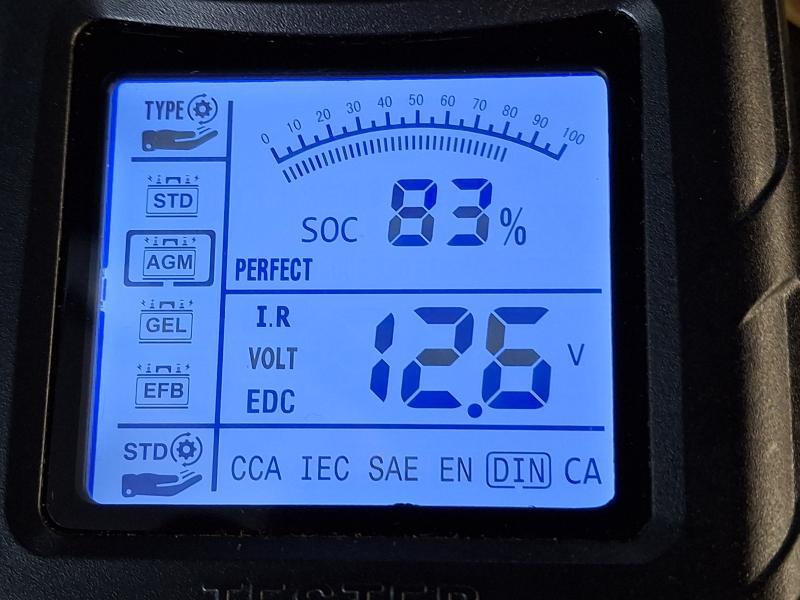 TYPE
0 10 20 30 40 50 60 70 80 90 100
STD
AGM
GEL
EFB
STD
SOC 83%
PERFECT
I.R
VOLT
EDC
12.6 V
CCA IEC SAE EN DIN CA
TESTER